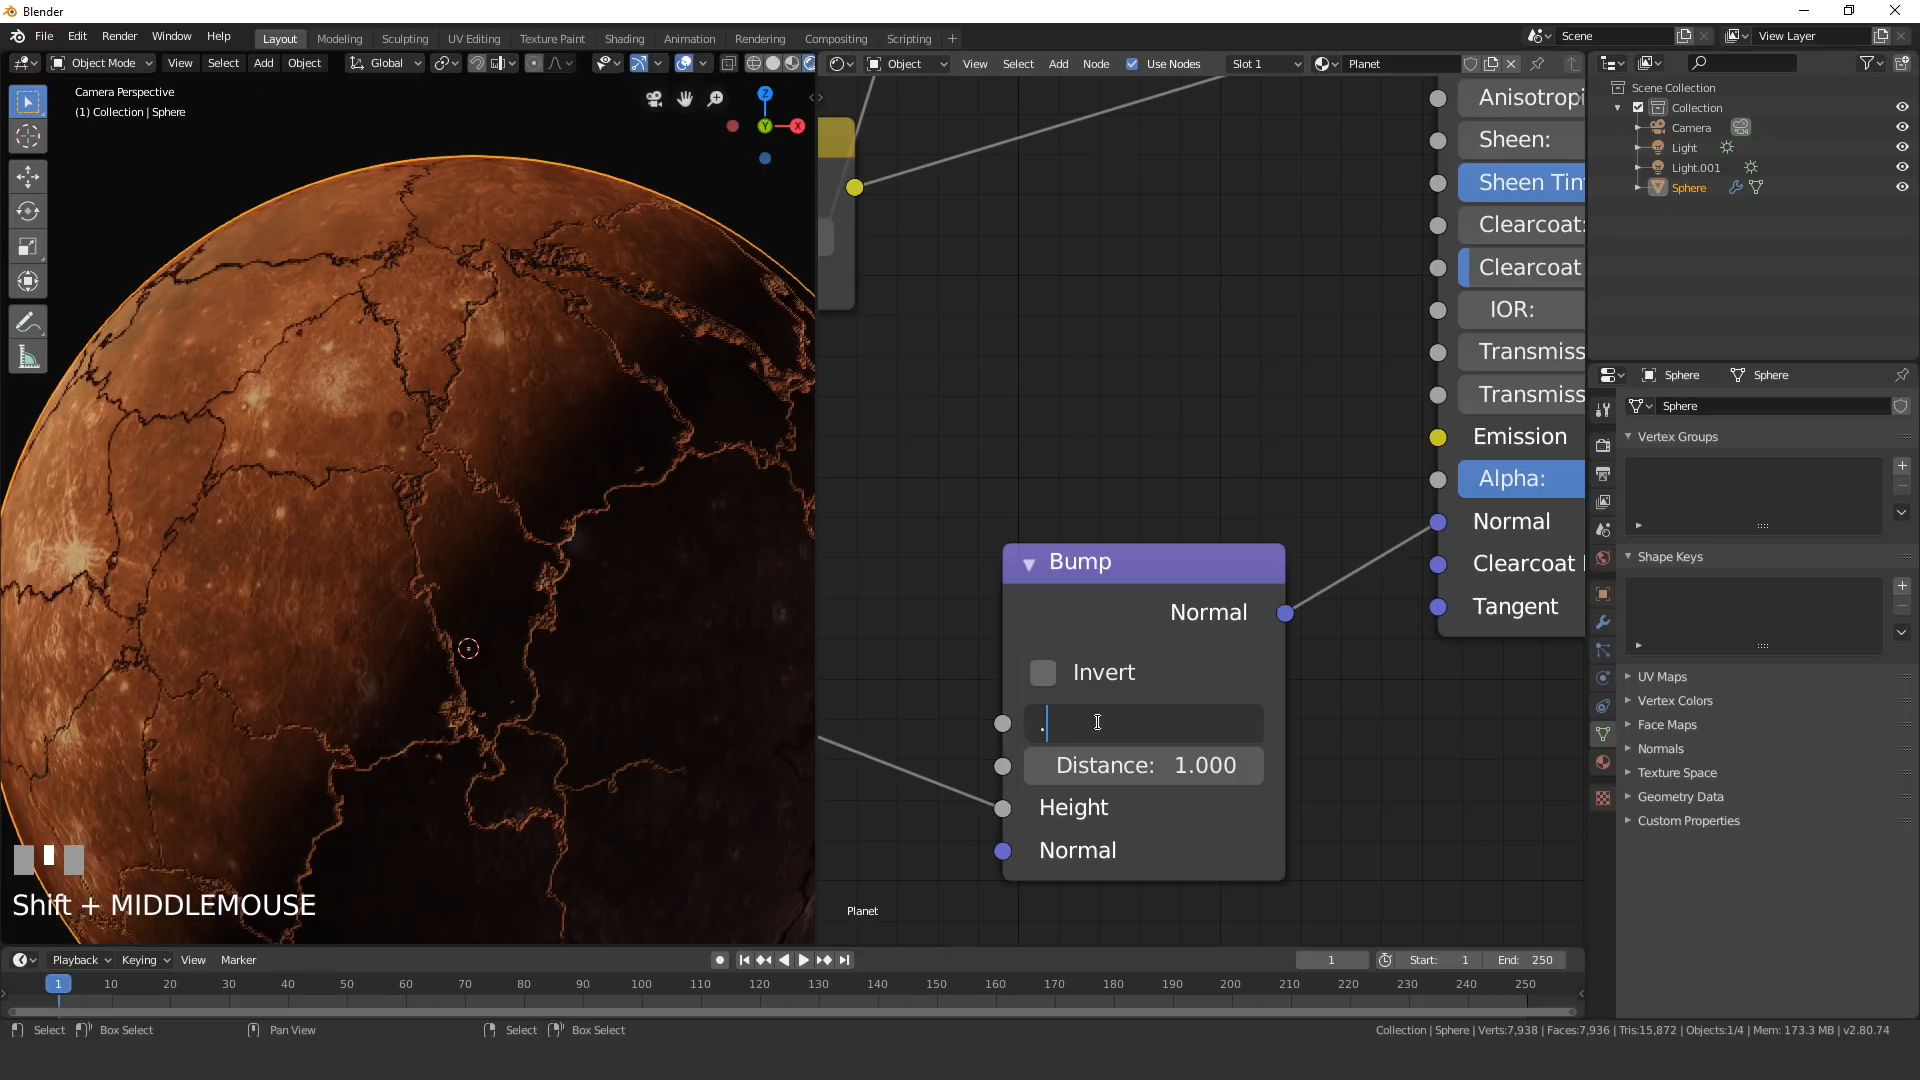 Blender
File Edit Render Window Help
Layout Modeling Sculpting UV Editing Texture Paint Shading Animation Rendering Compositing Scripting +
Scene
View Layer
Object Mode View Select Add Object Global
Object View Select Add Node Use Nodes Slot 1 Planet
Camera Perspective
(1) Collection | Sphere
Z
Y
X
Scene Collection
Collection
Camera
Light
Light.001
Sphere
Sphere
Sphere
Sphere
Vertex Groups
Shape Keys
UV Maps
Vertex Colors
Face Maps
Normals
Texture Space
Geometry Data
Custom Properties
Anisotropi
Sheen:
Sheen Tin
Clearcoat:
Clearcoat
IOR:
Transmiss
Transmiss
Emission
Alpha:
Normal
Clearcoat
Tangent
Bump
Normal
Invert
.
Distance: 1.000
Height
Normal
Planet
Shift + MIDDLEMOUSE
Playback Keying View Marker
1
Start: 1
End: 250
1 10 20 30 40 50 60 70 80 90 100 110 120 130 140 150 160 170 180 190 200 210 220 230 240 250
Select Box Select Pan View Select Box Select
Collection | Sphere | Verts:7,938 | Faces:7,936 | Tris:15,872 | Objects:1/4 | Mem: 173.3 MB | v2.80.74